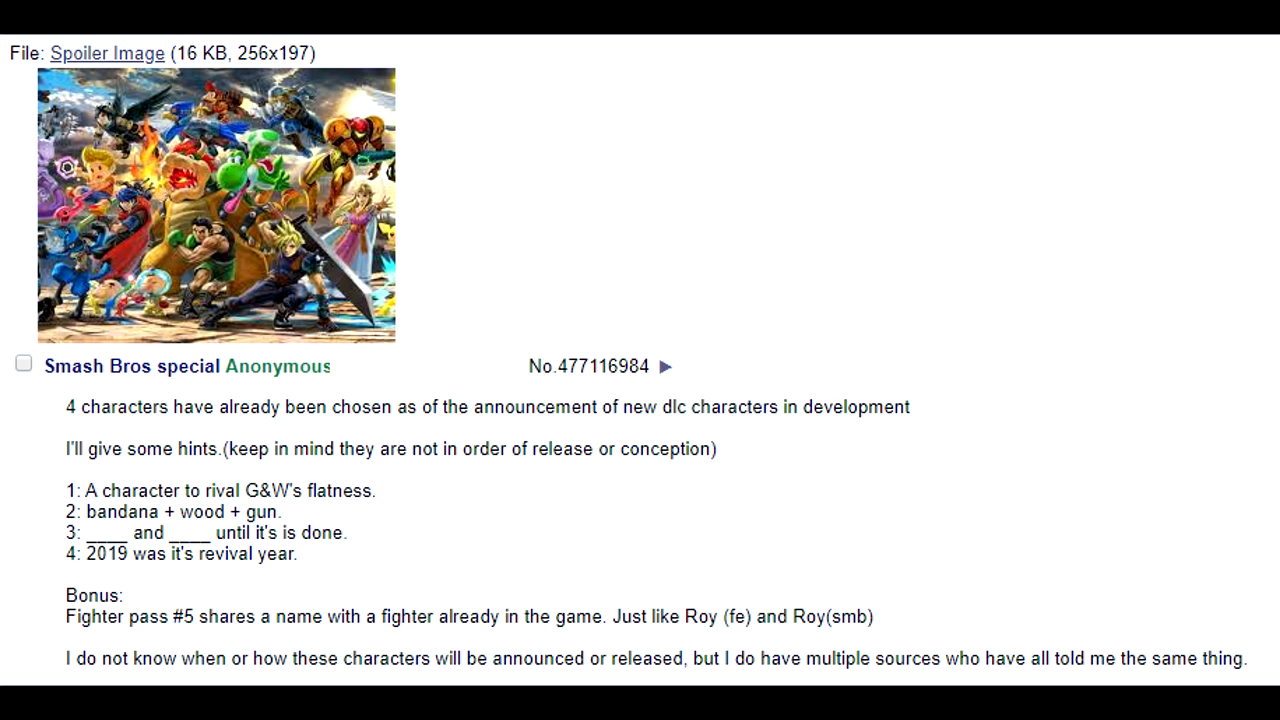 File: Spoiler Image (16 KB, 256x197)
Smash Bros special Anonymous No.477116984 ▶
4 characters have already been chosen as of the announcement of new dlc characters in development
I'll give some hints.(keep in mind they are not in order of release or conception)
1: A character to rival G&W's flatness.
2: bandana + wood + gun.
3: ____ and ____ until it's is done.
4: 2019 was it's revival year.
Bonus:
Fighter pass #5 shares a name with a fighter already in the game. Just like Roy (fe) and Roy(smb)
I do not know when or how these characters will be announced or released, but I do have multiple sources who have all told me the same thing.